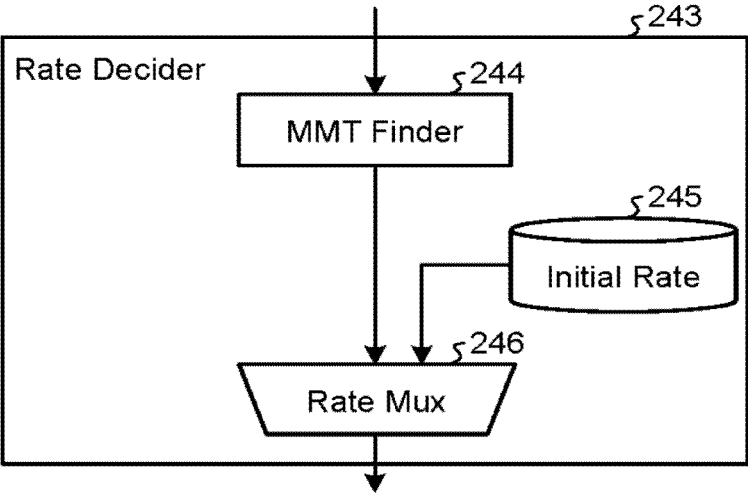 243
Rate Decider
244
MMT Finder
245
Initial Rate
246
Rate Mux